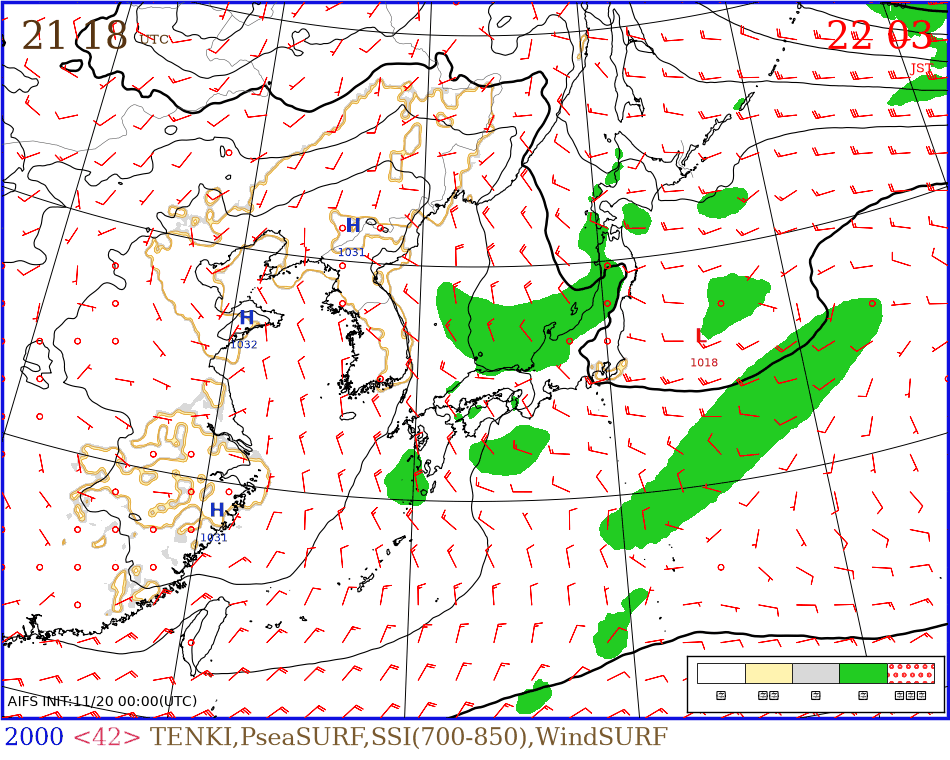 21 18 UTC
22 03
JST
H
1031
H
1032
L
1018
H
1031
AIFS INIT:11/20 00:00(UTC)
2000 <42> TENKI,PseaSURF,SSI(700-850),WindSURF